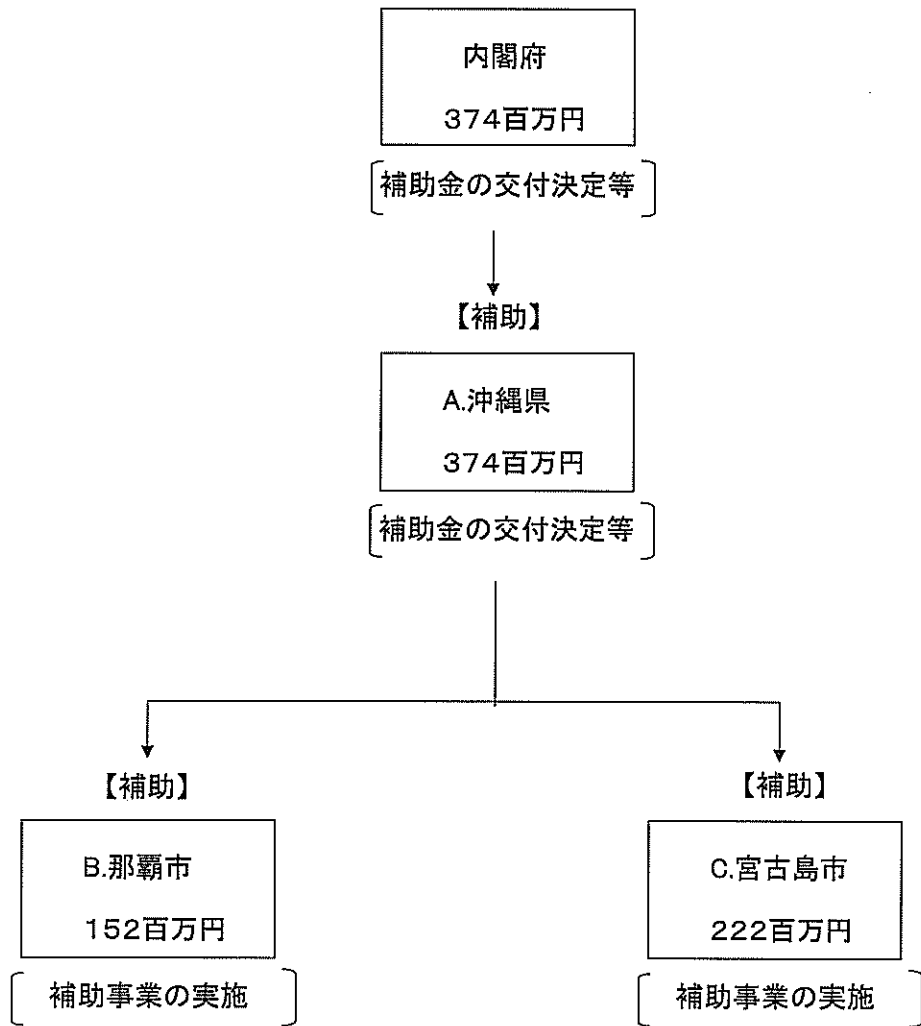 内閣府
374百万円
補助金の交付決定等
【補助】
A.沖縄県
374百万円
補助金の交付決定等
【補助】
【補助】
B.那覇市
152百万円
C.宮古島市
222百万円
補助事業の実施
補助事業の実施